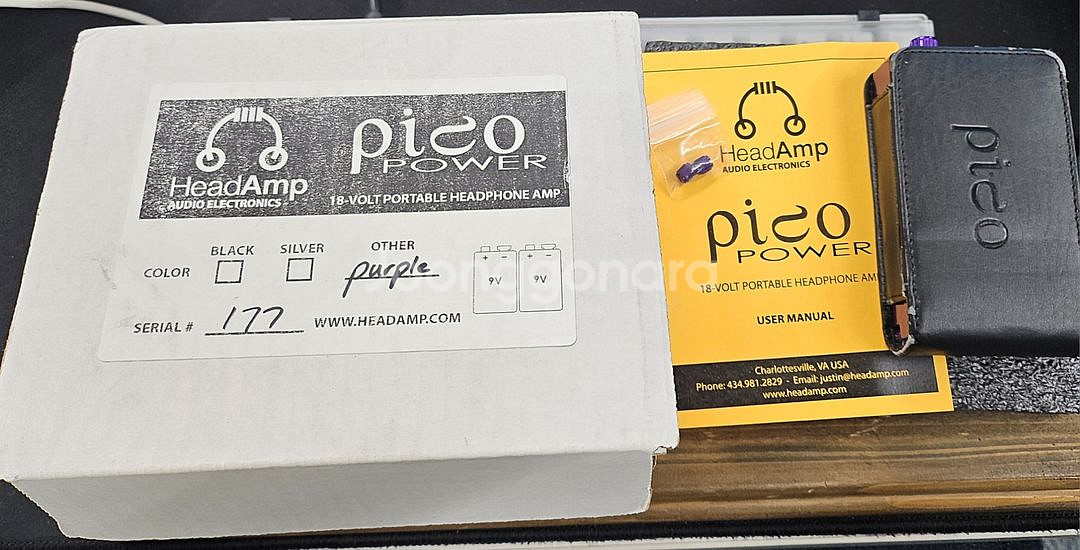 HeadAmp
AUDIO ELECTRONICS
pico
POWER
18-VOLT PORTABLE HEADPHONE AMP
COLOR
BLACK
SILVER
OTHER
purple
+ -
9V
+ -
9V
SERIAL # 177
WWW.HEADAMP.COM
HeadAmp
AUDIO ELECTRONICS
pico
POWER
18-VOLT PORTABLE HEADPHONE AM
USER MANUAL
Charlottesville, VA USA
Phone: 434.981.2829 - Email: justin@headamp.com
www.headamp.com
pico
joonggonara